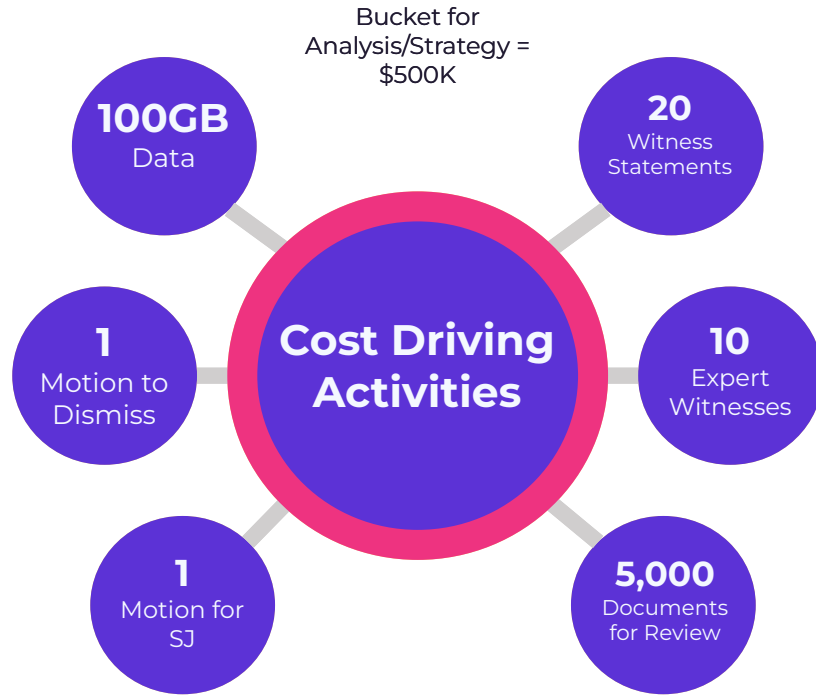 Bucket for
Analysis/Strategy =
$500K
100GB
Data
20
Witness
Statements
1
Motion to
Dismiss
Cost Driving
Activities
10
Expert
Witnesses
1
Motion for
SJ
5,000
Documents
for Review